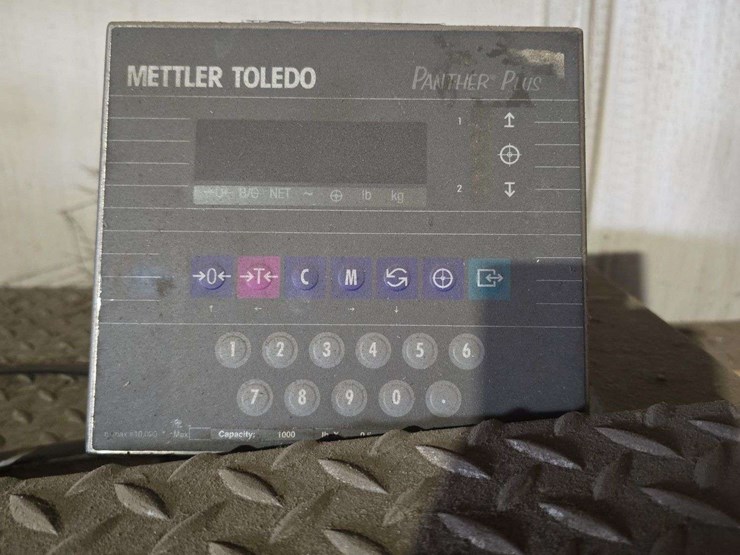 METTLER TOLEDO PANTHER® PLUS
1
→0← B/G NET ~ lb kg
2
→0← →T← C M
↑ ← → ↓
1 2 3 4 5 6
7 8 9 0 .
Max Capacity: 1000